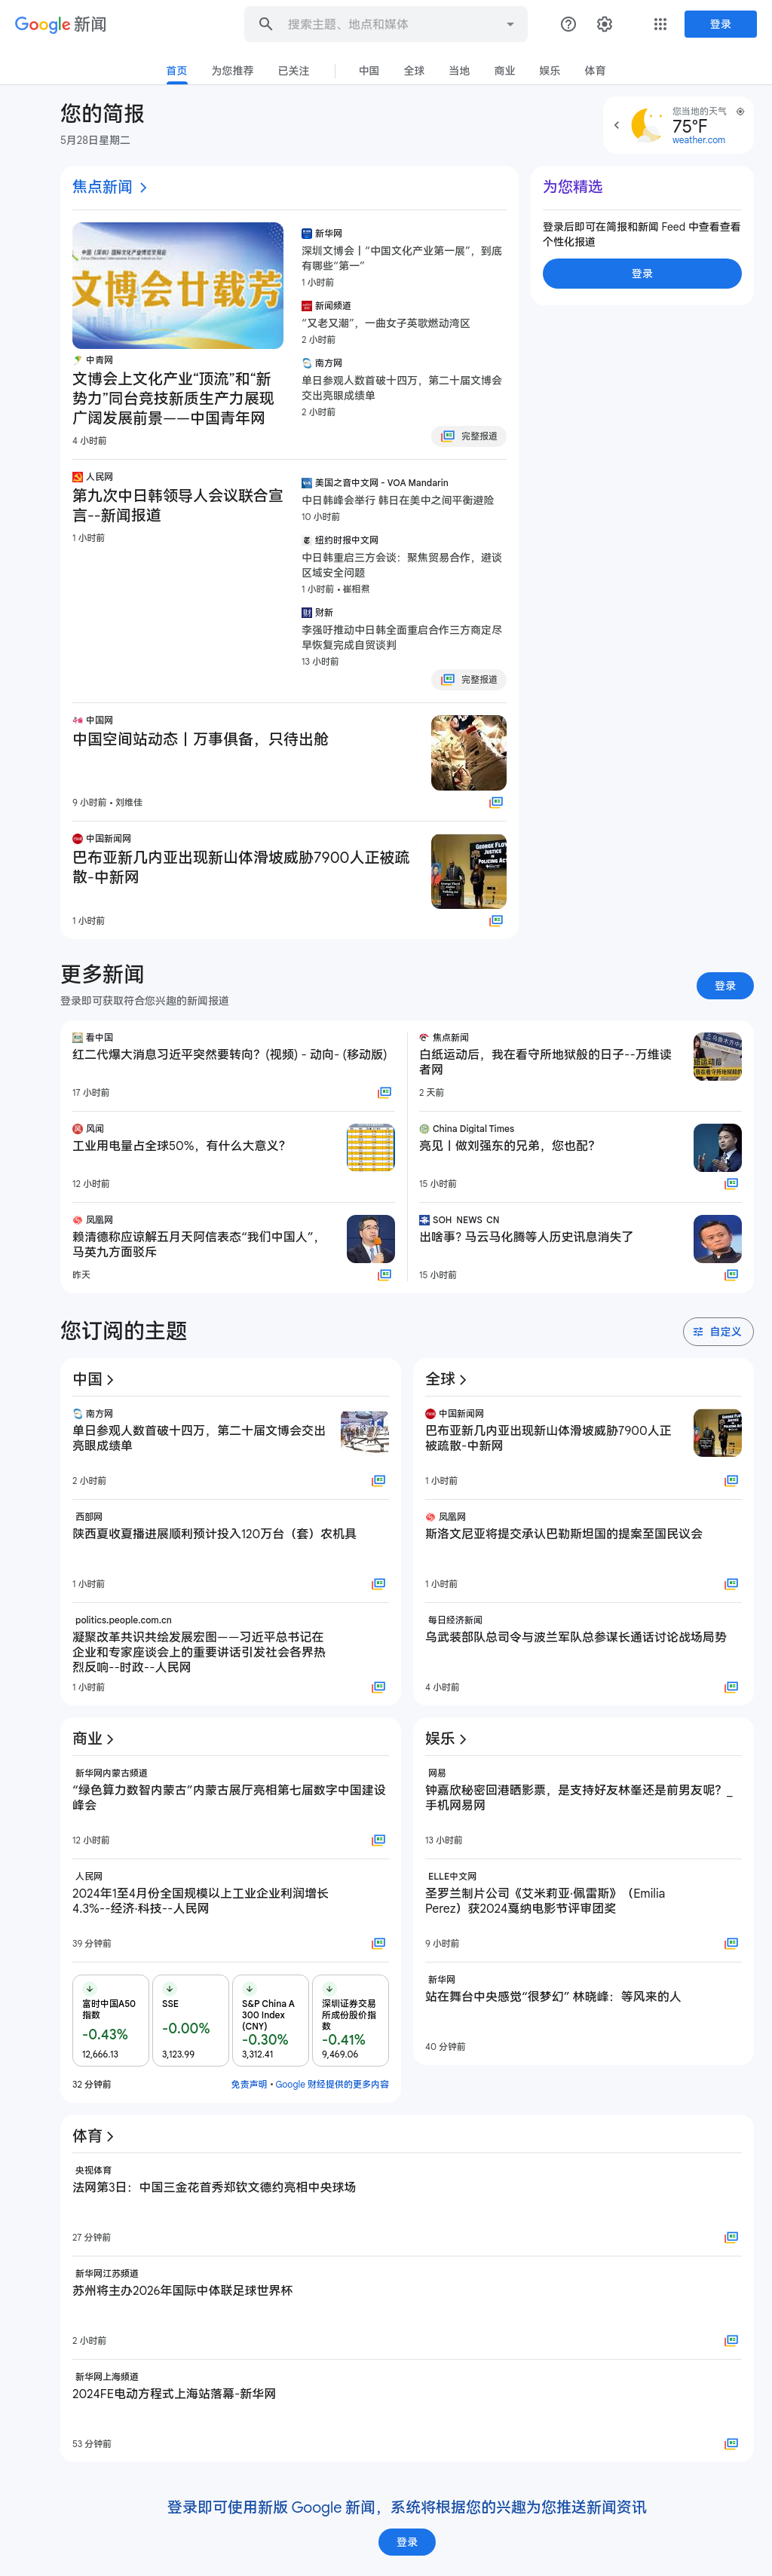 Google 新闻
搜索主题、地点和媒体
登录
首页
为您推荐
已关注
中国
全球
当地
商业
娱乐
体育
您的简报
5月28日星期二
您当地的天气
75°F
weather.com
焦点新闻
中国（深圳）国际文化产业博览交易会
文博会廿载芳
中青网
文博会上文化产业“顶流”和“新
势力”同台竞技新质生产力展现
广阔发展前景——中国青年网
4 小时前
新华网
深圳文博会丨“中国文化产业第一展”，到底
有哪些“第一”
1 小时前
新闻频道
“又老又潮”，一曲女子英歌燃动湾区
2 小时前
南方网
单日参观人数首破十四万，第二十届文博会
交出亮眼成绩单
2 小时前
完整报道
人民网
第九次中日韩领导人会议联合宣
言--新闻报道
1 小时前
美国之音中文网 - VOA Mandarin
中日韩峰会举行 韩日在美中之间平衡避险
10 小时前
纽约时报中文网
中日韩重启三方会谈：聚焦贸易合作，避谈
区域安全问题
1 小时前 • 崔相焄
财新
李强吁推动中日韩全面重启合作三方商定尽
早恢复完成自贸谈判
13 小时前
完整报道
中国网
中国空间站动态丨万事俱备，只待出舱
9 小时前 • 刘维佳
中国新闻网
巴布亚新几内亚出现新山体滑坡威胁7900人正被疏
散-中新网
1 小时前
为您精选
登录后即可在简报和新闻 Feed 中查看查看
个性化报道
登录
更多新闻
登录即可获取符合您兴趣的新闻报道
登录
看中国
红二代爆大消息习近平突然要转向？(视频) - 动向- (移动版)
17 小时前
风闻
工业用电量占全球50%，有什么大意义？
12 小时前
凤凰网
赖清德称应谅解五月天阿信表态“我们中国人”，
马英九方面驳斥
昨天
焦点新闻
白纸运动后，我在看守所地狱般的日子--万维读
者网
2 天前
China Digital Times
亮见丨做刘强东的兄弟，您也配？
15 小时前
SOH NEWS CN
出啥事? 马云马化腾等人历史讯息消失了
15 小时前
您订阅的主题
自定义
中国
南方网
单日参观人数首破十四万，第二十届文博会交出
亮眼成绩单
2 小时前
西部网
陕西夏收夏播进展顺利预计投入120万台（套）农机具
1 小时前
politics.people.com.cn
凝聚改革共识共绘发展宏图——习近平总书记在
企业和专家座谈会上的重要讲话引发社会各界热
烈反响--时政--人民网
1 小时前
全球
中国新闻网
巴布亚新几内亚出现新山体滑坡威胁7900人正
被疏散-中新网
1 小时前
凤凰网
斯洛文尼亚将提交承认巴勒斯坦国的提案至国民议会
1 小时前
每日经济新闻
乌武装部队总司令与波兰军队总参谋长通话讨论战场局势
4 小时前
商业
新华网内蒙古频道
“绿色算力数智内蒙古”内蒙古展厅亮相第七届数字中国建设
峰会
12 小时前
人民网
2024年1至4月份全国规模以上工业企业利润增长
4.3%--经济·科技--人民网
39 分钟前
富时中国A50
指数
-0.43%
12,666.13
SSE
-0.00%
3,123.99
S&P China A
300 Index
(CNY)
-0.30%
3,312.41
深圳证券交易
所成份股价指
数
-0.41%
9,469.06
32 分钟前
免责声明 • Google 财经提供的更多内容
娱乐
网易
钟嘉欣秘密回港晒影票，是支持好友林峯还是前男友呢？_
手机网易网
13 小时前
ELLE中文网
圣罗兰制片公司《艾米莉亚·佩雷斯》（Emilia
Perez）获2024戛纳电影节评审团奖
9 小时前
新华网
站在舞台中央感觉“很梦幻” 林晓峰：等风来的人
40 分钟前
体育
央视体育
法网第3日：中国三金花首秀郑钦文德约亮相中央球场
27 分钟前
新华网江苏频道
苏州将主办2026年国际中体联足球世界杯
2 小时前
新华网上海频道
2024FE电动方程式上海站落幕-新华网
53 分钟前
登录即可使用新版 Google 新闻，系统将根据您的兴趣为您推送新闻资讯
登录